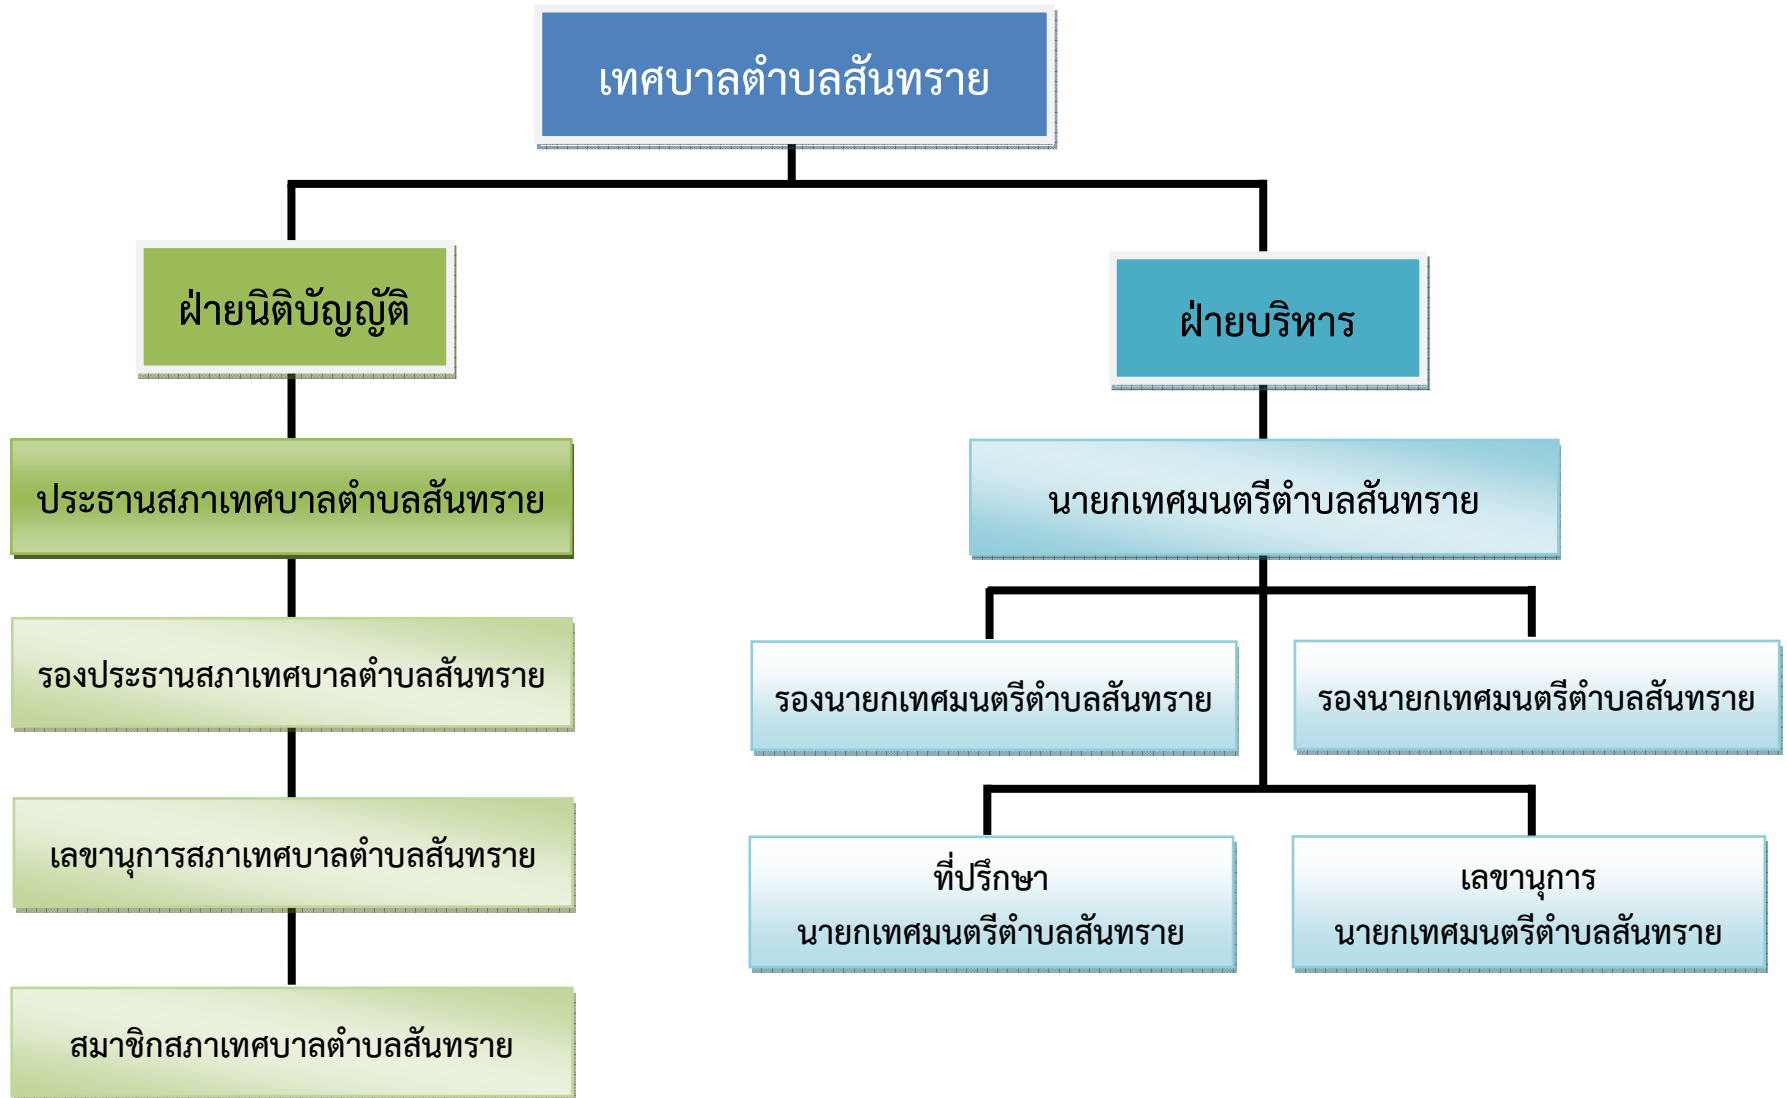 เทศบาลตำบลสันทราย
ฝ่ายนิติบัญญัติ
ประธานสภาเทศบาลตำบลสันทราย
รองประธานสภาเทศบาลตำบลสันทราย
เลขานุการสภาเทศบาลตำบลสันทราย
สมาชิกสภาเทศบาลตำบลสันทราย
ฝ่ายบริหาร
นายกเทศมนตรีตำบลสันทราย
รองนายกเทศมนตรีตำบลสันทราย
รองนายกเทศมนตรีตำบลสันทราย
ที่ปรึกษา
นายกเทศมนตรีตำบลสันทราย
เลขานุการ
นายกเทศมนตรีตำบลสันทราย